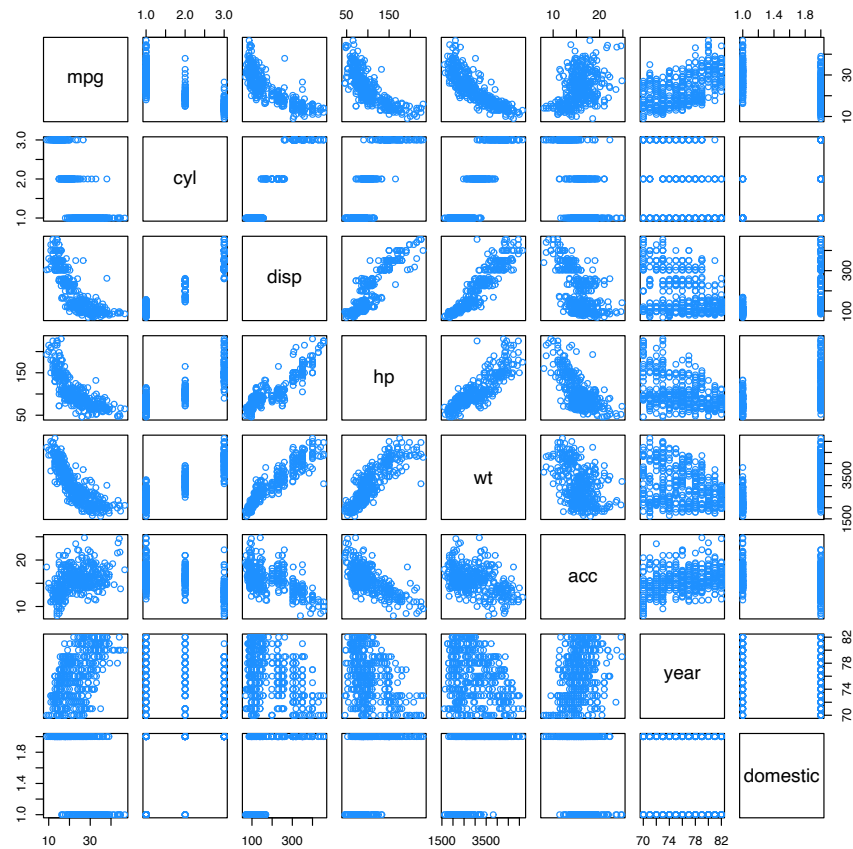 1.0 2.0 3.0 50 150 10 20 1.0 1.4 1.8
mpg 10 30
1.0 2.0 3.0 cyl
disp 100 300
50 150 hp
wt 1500 3500
10 15 20 acc
year 70 74 78 82
1.0 1.4 1.8 domestic
10 30 100 300 1500 3500 70 74 78 82